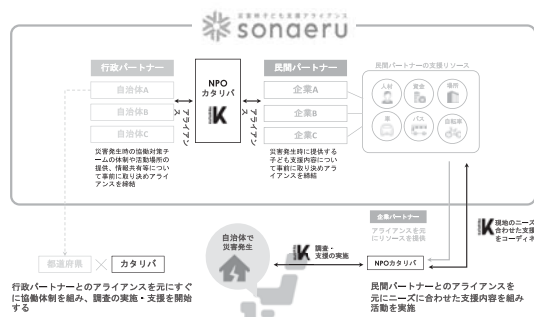 災害時子ども支援アライアンス
sonaeru
行政パートナー
自治体A
自治体B
自治体C
災害発生時の協働対策チ
ームの体制や活動場所の
提供、情報共有等につい
て事前に取り決めアライ
アンスを締結
アライアンス
NPO
カタリバ
K
アライアンス
民間パートナー
企業A
企業B
企業C
災害発生時に提供する
子ども支援内容につい
て事前に取り決めアラ
イアンスを締結
民間パートナーの支援リソース
人材
資金
場所
車
バス
自転車
企業パートナー
アライアンスを元
にリソースを提供
K
現地のニーズ
合わせた支援
をコーディネ
自治体で
災害発生
K
調査・
支援の実施
NPOカタリバ
都道府県
×
カタリバ
行政パートナーとのアライアンスを元にすぐ
に協働体制を組み、調査の実施・支援を開始
する
民間パートナーとのアライアンスを
元にニーズに合わせた支援内容を組み
活動を実施